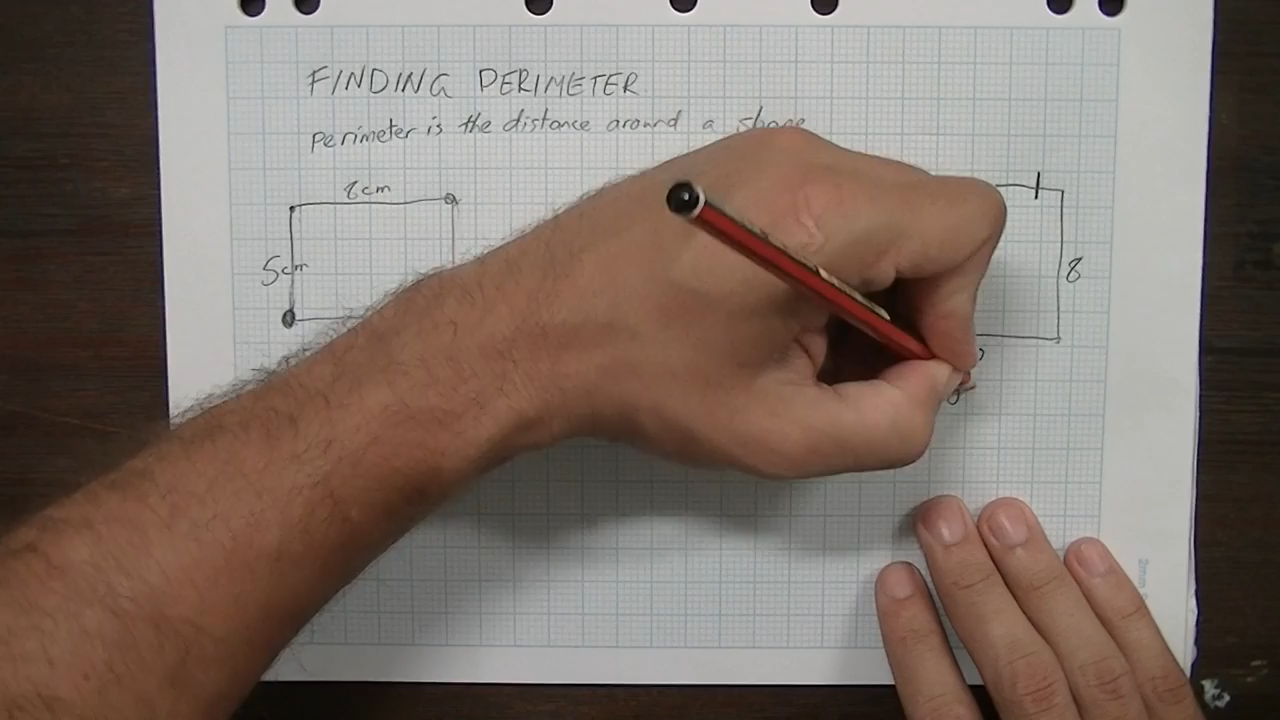 FINDING PERIMETER
perimeter is the distance around a shape
8cm
5cm
8